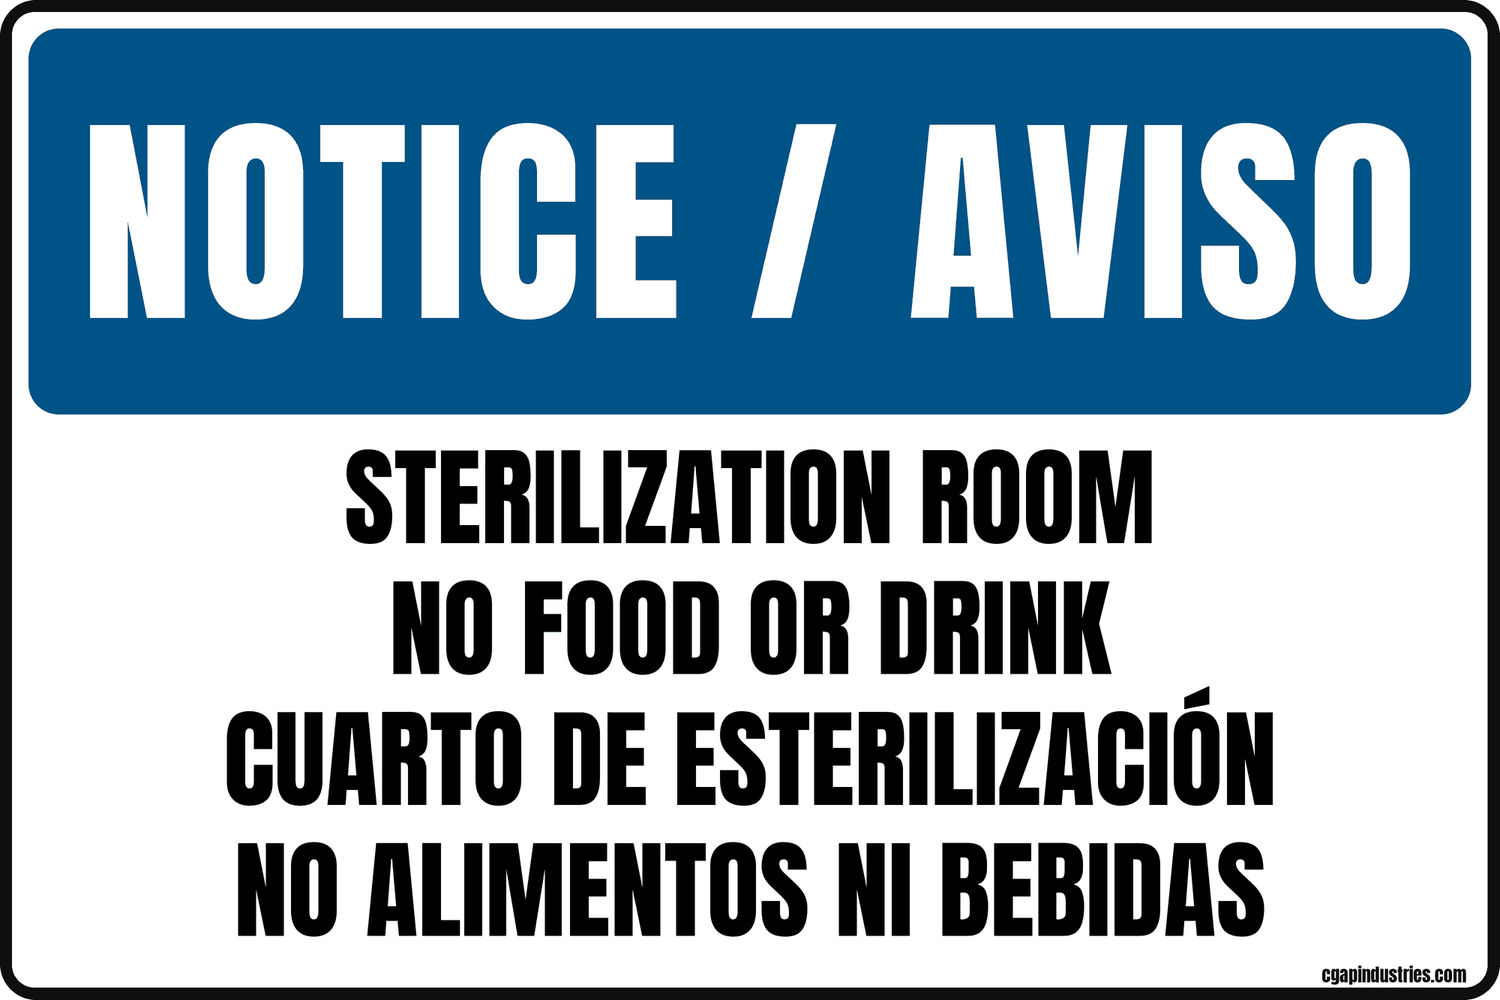 NOTICE / AVISO
STERILIZATION ROOM
NO FOOD OR DRINK
CUARTO DE ESTERILIZACIÓN
NO ALIMENTOS NI BEBIDAS
cgapindustries.com